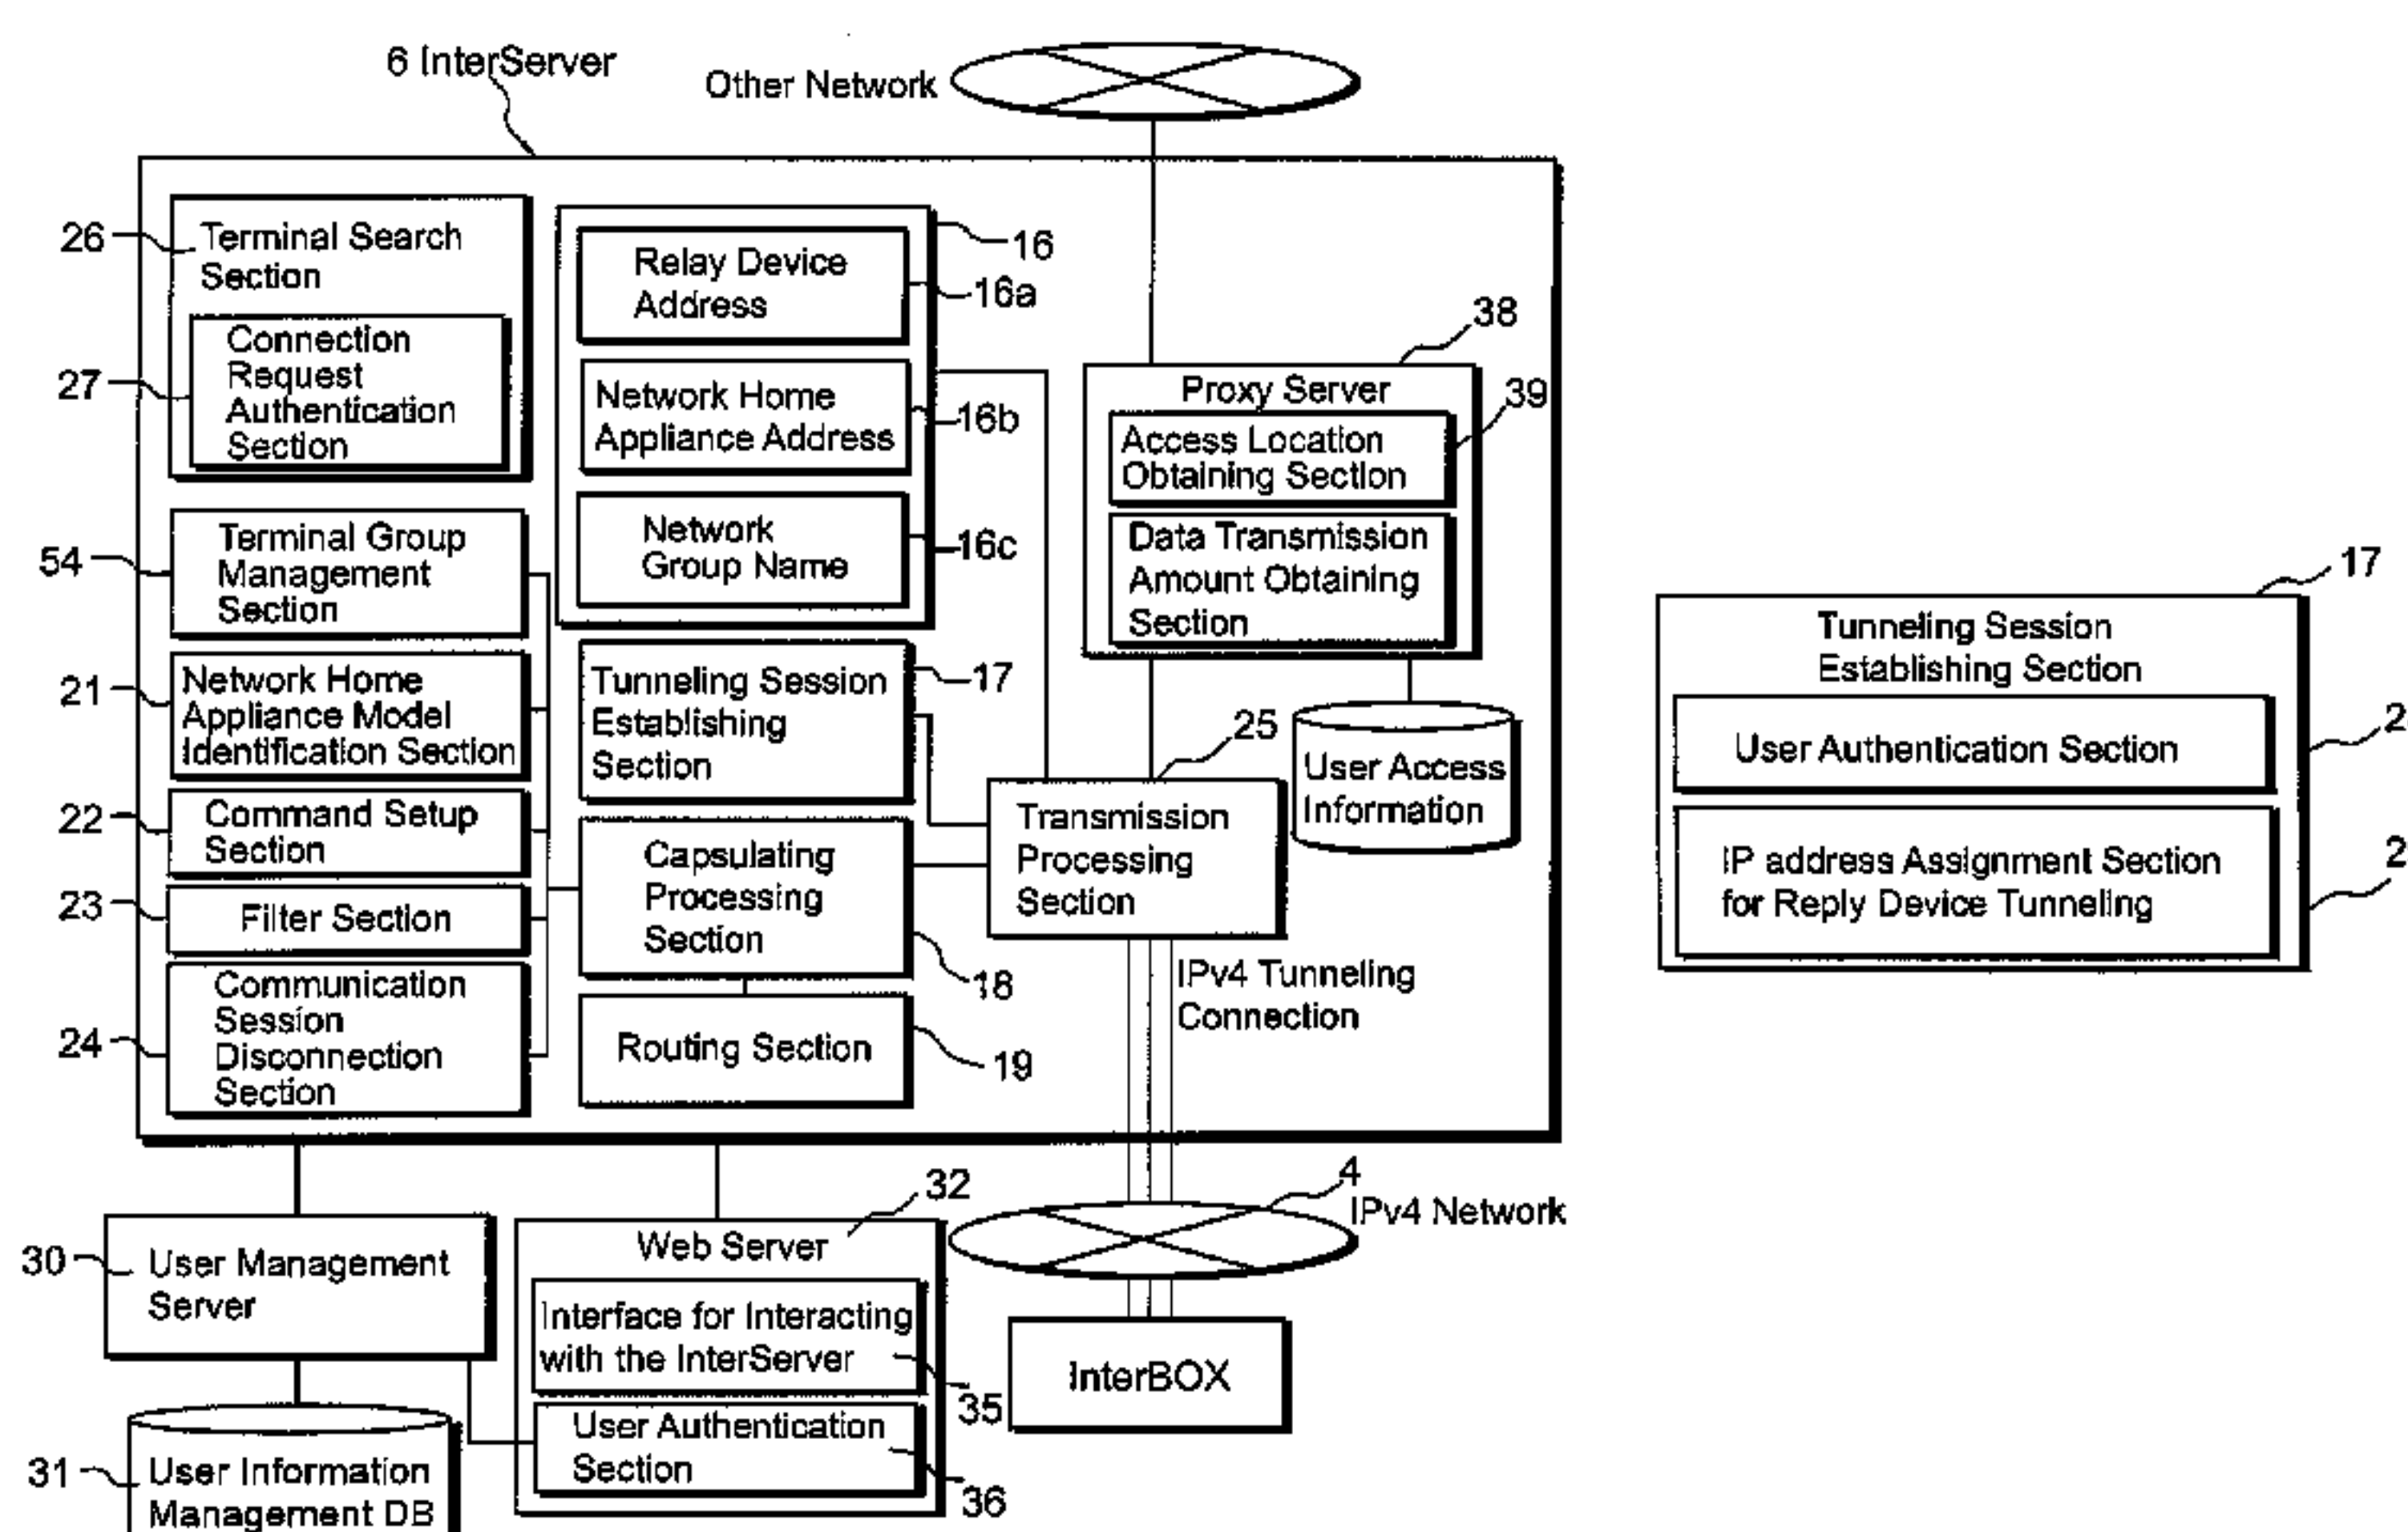 6 InterServer
Other Network
26
Terminal Search
Section
27
Connection
Request
Authentication
Section
16
Relay Device
Address
16a
Network Home
Appliance Address
16b
Network
Group Name
16c
38
Proxy Server
39
Access Location
Obtaining Section
Data Transmission
Amount Obtaining
Section
54
Terminal Group
Management
Section
21
Network Home
Appliance Model
Identification Section
22
Command Setup
Section
23
Filter Section
24
Communication
Session
Disconnection
Section
17
Tunneling Session
Establishing
Section
Capsulating
Processing
Section
18
Routing Section
19
25
Transmission
Processing
Section
User Access
Information
IPv4 Tunneling
Connection
17
Tunneling Session
Establishing Section
User Authentication Section
2
IP address Assignment Section
for Reply Device Tunneling
2
30
User Management
Server
31
User Information
Management DB
32
Web Server
Interface for Interacting
with the InterServer
35
User Authentication
Section
36
4
IPv4 Network
InterBOX